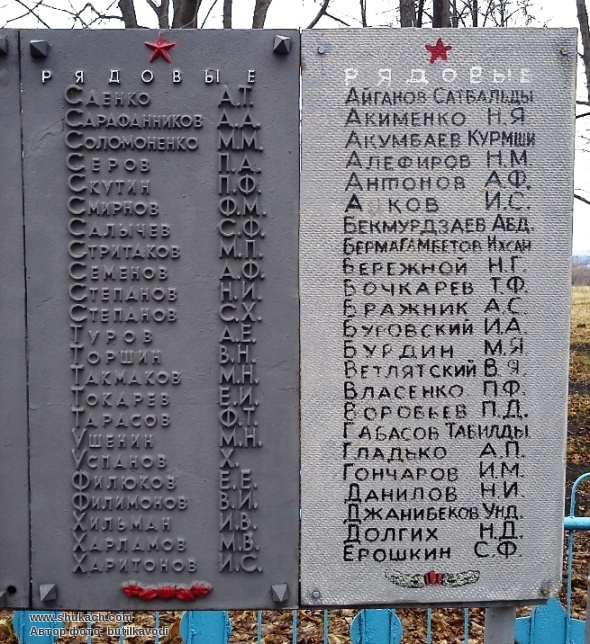 РЯДОВЫЕ
САЕНКО А.Т.
САРАФАННИКОВ А.А.
СОЛОМОНЕНКО М.М.
СЕРОВ П.А.
СКУТИН П.Ф.
СМИРНОВ Ф.М.
САЛЫЧЕВ С.Ф.
СТРИТАКОВ М.П.
СЕМЕНОВ А.Ф.
СТЕПАНОВ Н.И.
СТЕПАНОВ С.Х.
ТУРОВ А.Е.
ТОРШИН В.Н.
ТАКМАКОВ М.Н.
ТОКАРЕВ Е.И.
ТАРАСОВ Ф.Т
УШЕНИН М.Н.
УСПАНОВ Х.
ФИЛЮКОВ Е.Е.
ФИЛИМОНОВ В.И.
ХИЛЬМАН И.В.
ХАРЛАМОВ М.В.
ХАРИТОНОВ И.С.
РЯДОВЫЕ
АЙГАНОВ САТБАЛЬДЫ
АКИМЕНКО Н.Я
АКУМБАЕВ КУРМШИ
АЛЕФИРОВ Н.М.
АНТОНОВ А.Ф.
И.С.
БЕКМУРДЗАЕВ АБД.
БЕРМАГАМБЕТОВ ИХСАН
БЕРЕЖНОЙ Н.Г.
БОЧКАРЕВ Т.Ф.
БРАЖНИК А.С.
БУРОВСКИЙ И.А.
БУРДИН М.Я.
ВЕТЛЯТСКИЙ В.Я.
ВЛАСЕНКО П.Ф.
ВОРОБЬЕВ П.Д.
ГАБАСОВ ТАБИЛДЫ
ГЛАДЬКО А.П.
ГОНЧАРОВ И.М.
ДАНИЛОВ Н.И.
ДЖАНИБЕКОВ УНД.
ДОЛГИХ Н.Д.
ЕРОШКИН С.Ф.
www.shukach.com
Автор фото: butilkavodi